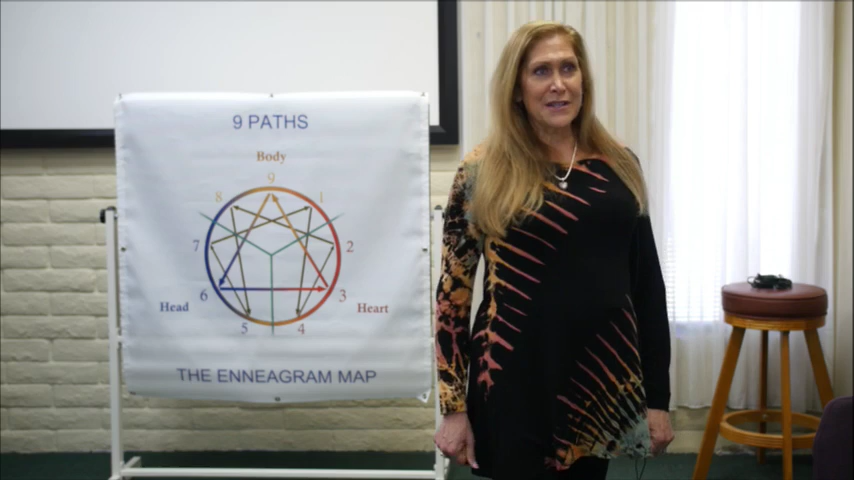 9 PATHS
Body
9
8 1
7 2
6 3
Head Heart
5 4
THE ENNEAGRAM MAP